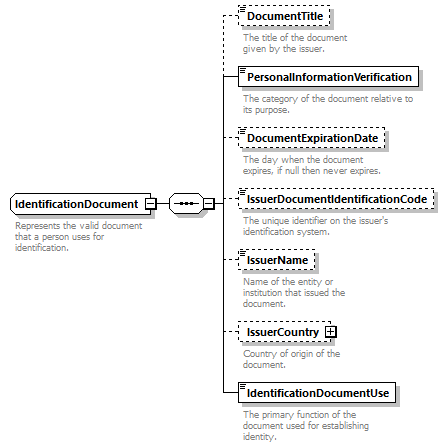 DocumentTitle
The title of the document
given by the issuer.
PersonalInformationVerification
The category of the document relative to
its purpose.
DocumentExpirationDate
The day when the document
expires, if null then never expires.
IdentificationDocument
Represents the valid document
that a person uses for
identification.
IssuerDocumentIdentificationCode
The unique identifier on the issuer's
identification system.
IssuerName
Name of the entity or
institution that issued the
document.
IssuerCountry
Country of origin of the
document.
IdentificationDocumentUse
The primary function of the
document used for establishing
identity.